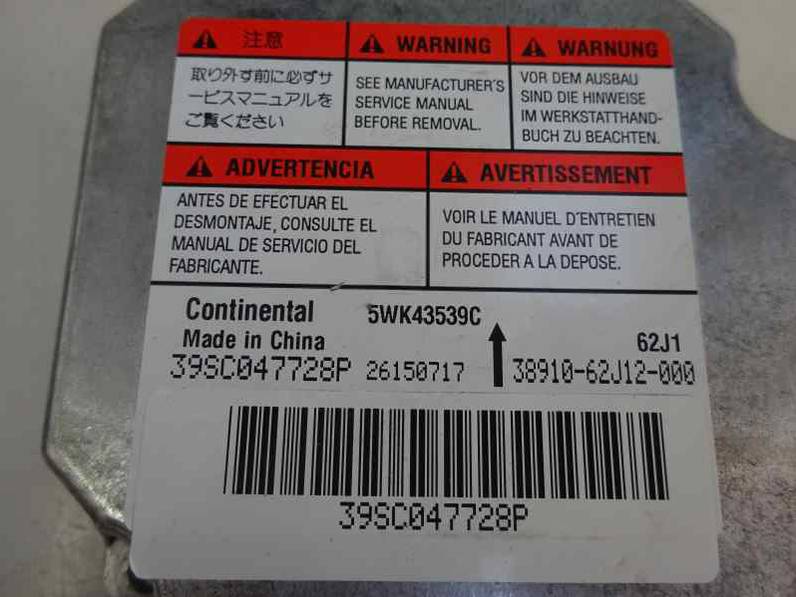 注意
取り外す前に必ずサ
ービスマニュアルを
ご覧ください
WARNING
SEE MANUFACTURER'S
SERVICE MANUAL
BEFORE REMOVAL.
WARNUNG
VOR DEM AUSBAU
SIND DIE HINWEISE
IM WERKSTATTHAND-
BUCH ZU BEACHTEN.
ADVERTENCIA
ANTES DE EFECTUAR EL
DESMONTAJE, CONSULTE EL
MANUAL DE SERVICIO DEL
FABRICANTE.
AVERTISSEMENT
VOIR LE MANUEL D'ENTRETIEN
DU FABRICANT AVANT DE
PROCEDER A LA DEPOSE.
Continental 5WK43539C
Made in China 62J1
39SC047728P 26150717 38910-62J12-000
39SC047728P